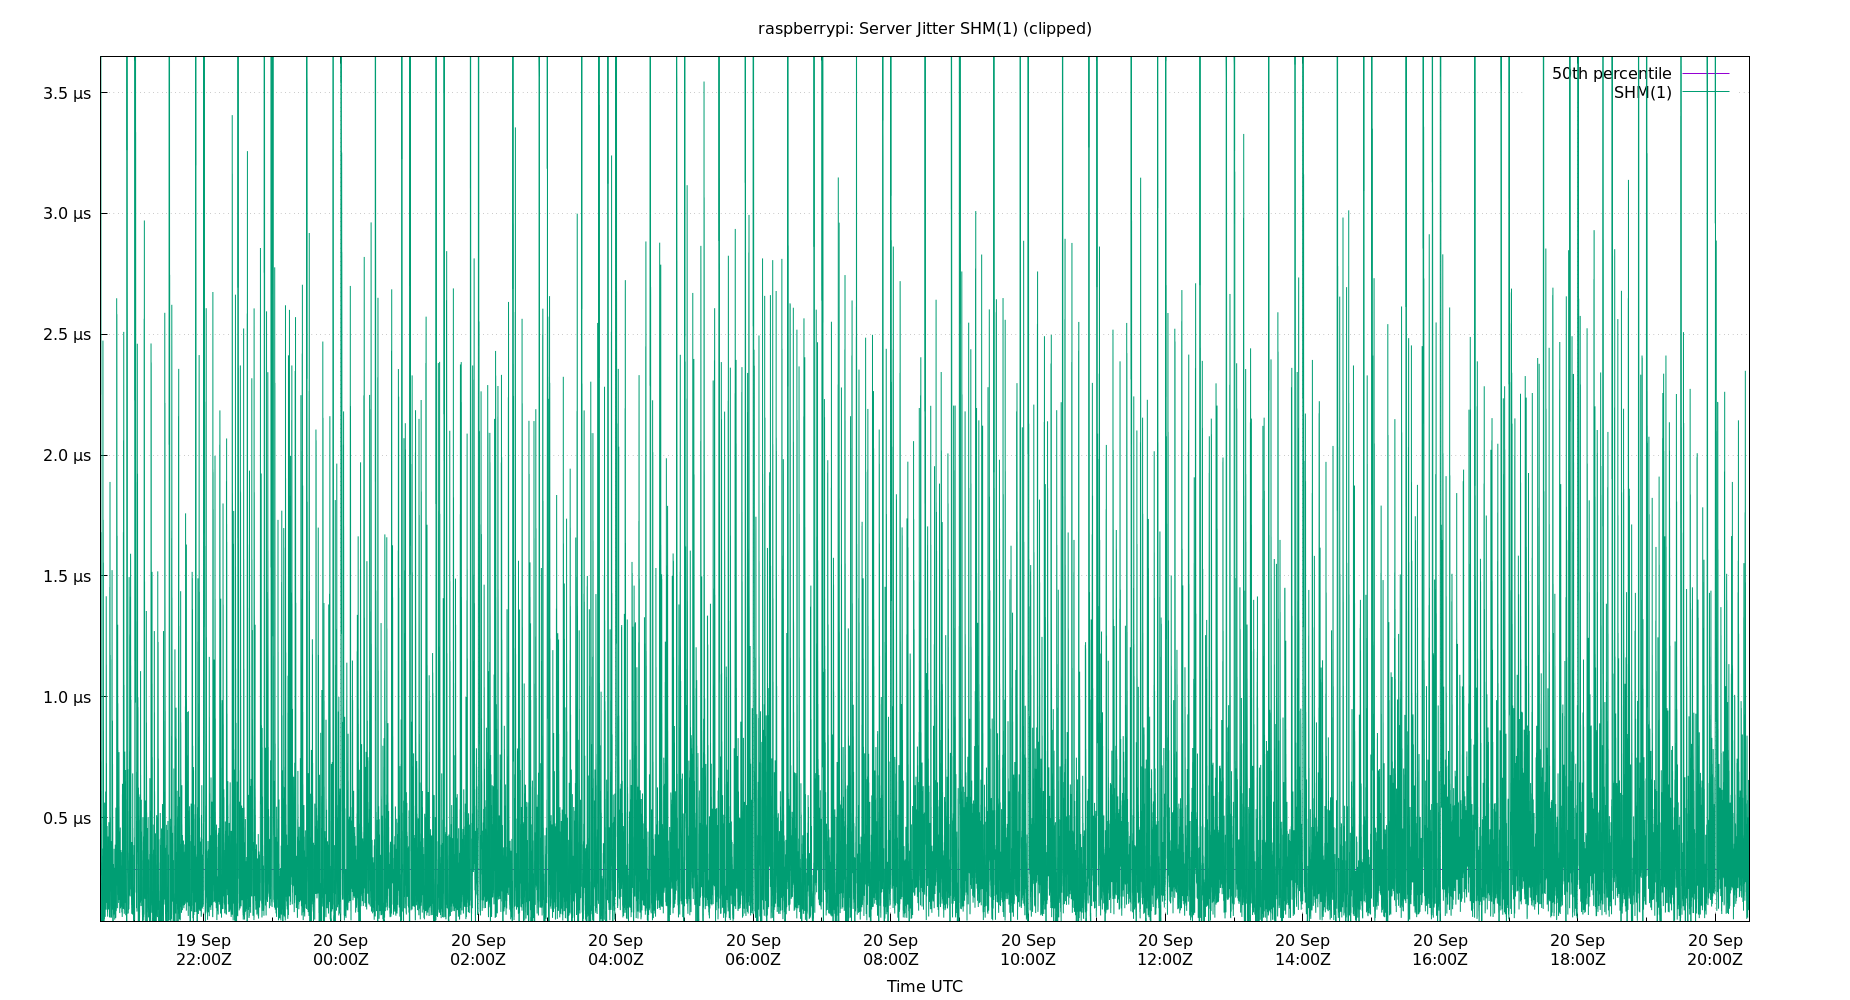 raspberrypi: Server Jitter SHM(1) (clipped)
50th percentile
SHM(1)
3.5 µs
3.0 µs
2.5 µs
2.0 µs
1.5 µs
1.0 µs
0.5 µs
19 Sep 20 Sep 20 Sep 20 Sep 20 Sep 20 Sep 20 Sep 20 Sep 20 Sep 20 Sep 20 Sep 20 Sep
22:00Z 00:00Z 02:00Z 04:00Z 06:00Z 08:00Z 10:00Z 12:00Z 14:00Z 16:00Z 18:00Z 20:00Z
Time UTC